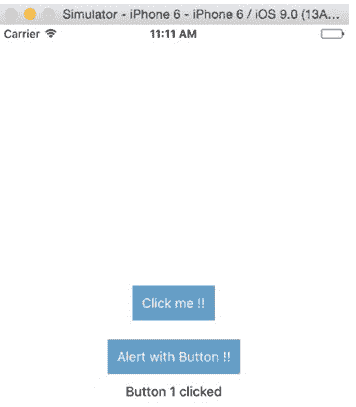 Simulator - iPhone 6 - iPhone 6 / iOS 9.0 (13A...
Carrier 11:11 AM
Click me !!
Alert with Button !!
Button 1 clicked